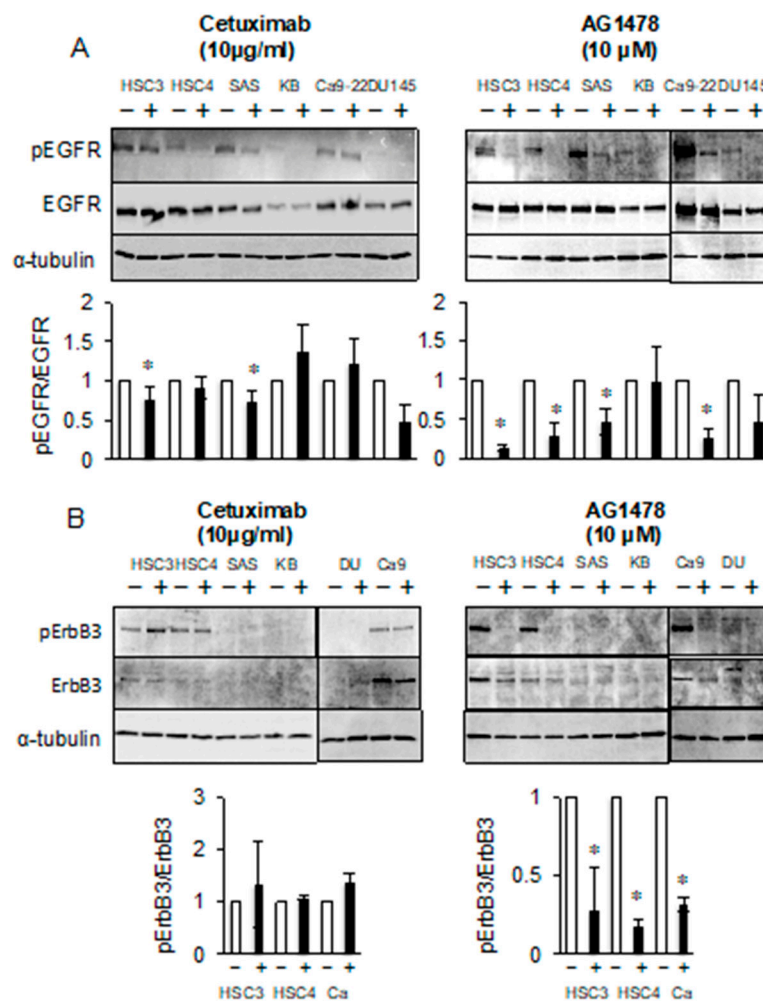 A
Cetuximab
(10µg/ml)
AG1478
(10 µM)
HSC3 HSC4 SAS KB Ca9-22 DU145
HSC3 HSC4 SAS KB Ca9-22 DU145
− + − + − + − + − + − +
− + − + − + − + − + − +
pEGFR
EGFR
α-tubulin
pEGFR/EGFR
2
1.5
1
0.5
0
* *
2
1.5
1
0.5
0
* * * *
B
Cetuximab
(10µg/ml)
AG1478
(10 µM)
HSC3 HSC4 SAS KB DU Ca9
HSC3 HSC4 SAS KB Ca9 DU
− + − + − + − + − + − +
− + − + − + − + − + − +
pErbB3
ErbB3
α-tubulin
pErbB3/ErbB3
3
2
1
0
− + − + − +
HSC3 HSC4 Ca
pErbB3/ErbB3
1
0.5
0
* * *
− + − + − +
HSC3 HSC4 Ca